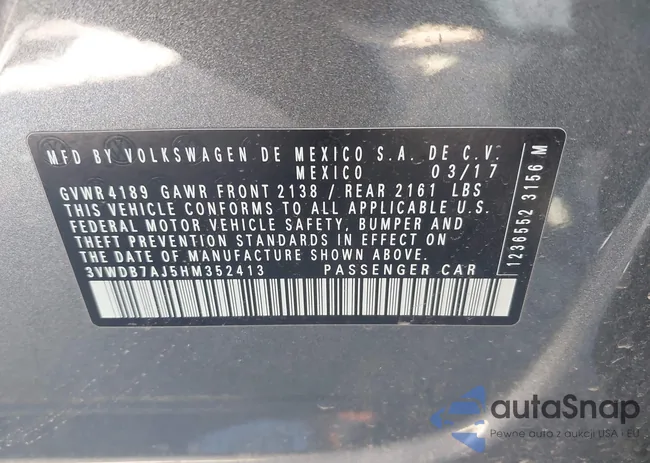 MFD BY VOLKSWAGEN DE MEXICO S.A. DE C.V.
MEXICO 03/17
GVWR 4189 GAWR FRONT 2138 / REAR 2161 LBS
THIS VEHICLE CONFORMS TO ALL APPLICABLE U.S.
FEDERAL MOTOR VEHICLE SAFETY, BUMPER AND
THEFT PREVENTION STANDARDS IN EFFECT ON
THE DATE OF MANUFACTURE SHOWN ABOVE.
3VWDB7AJ5HM352413 PASSENGER CAR
1236552 3156 M
autaSnap
Pewne auta z aukcji USA i EU